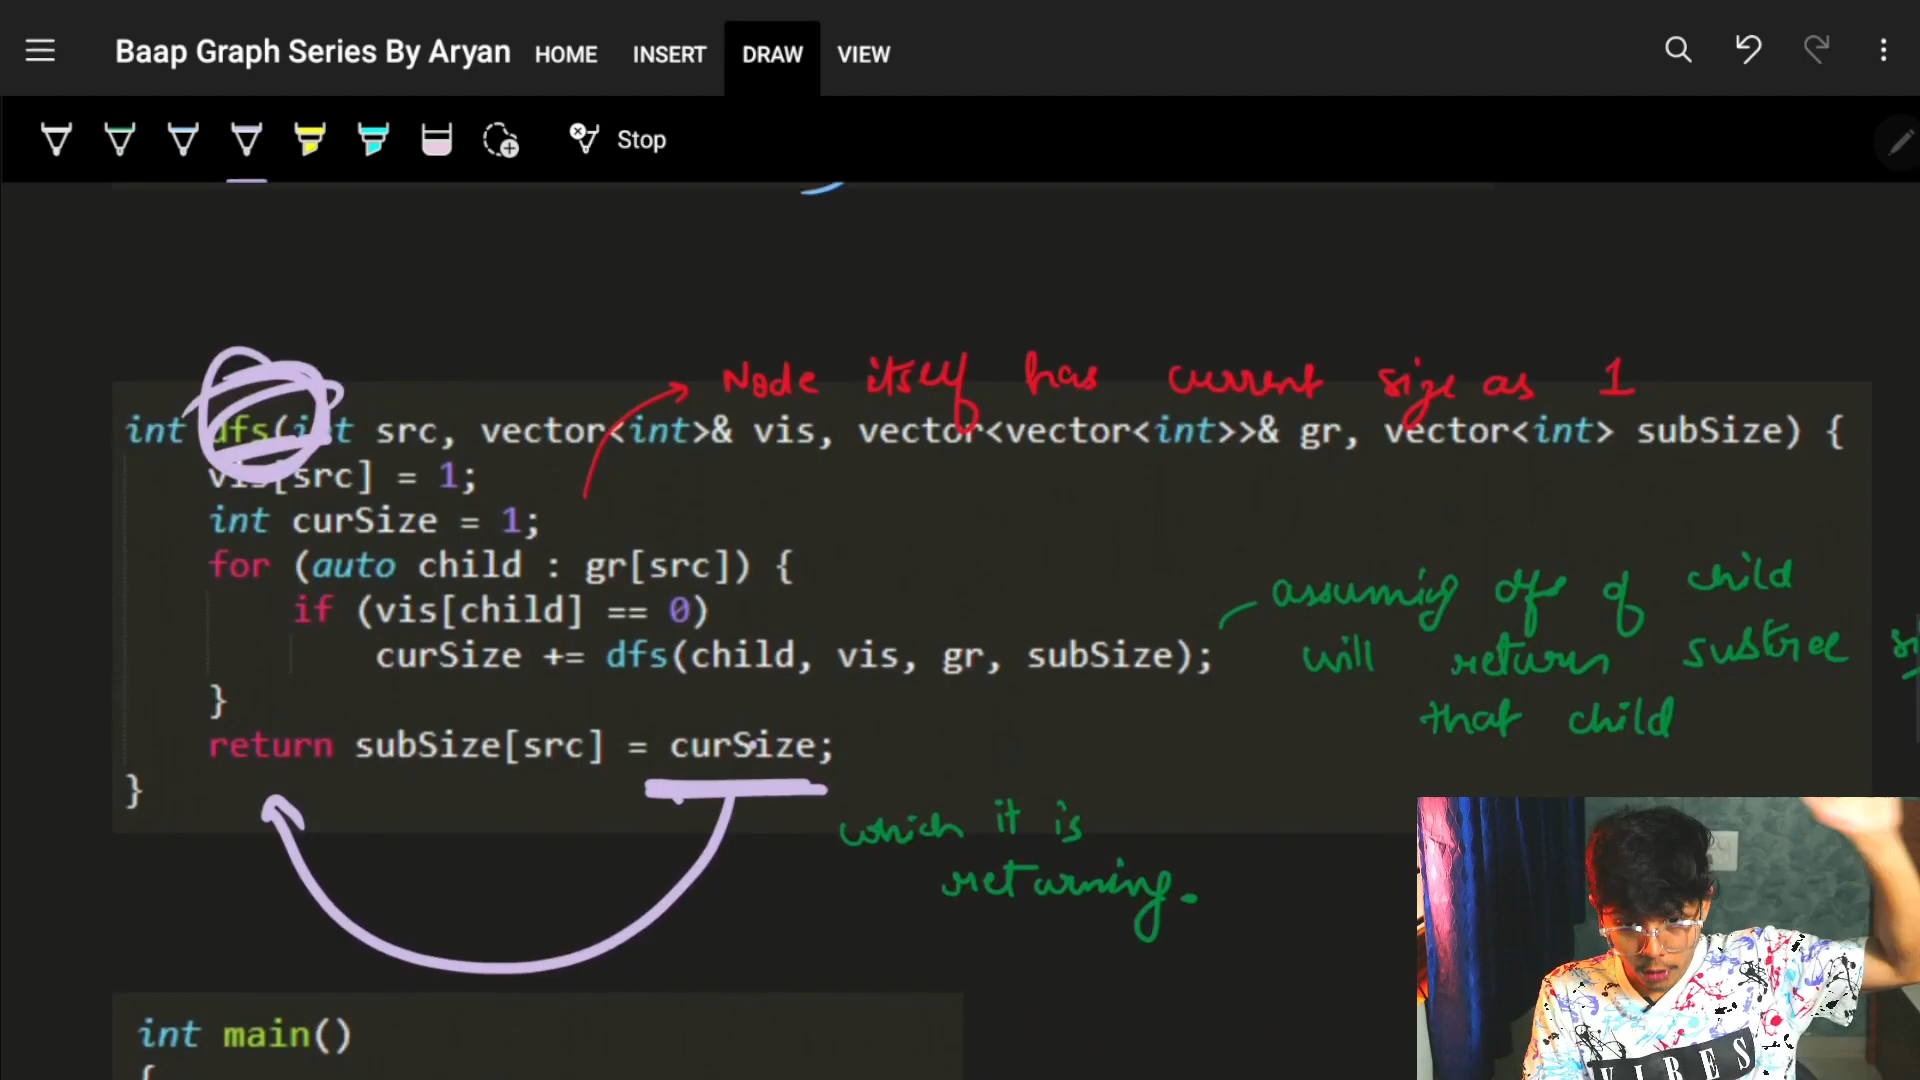 Baap Graph Series By Aryan HOME INSERT DRAW VIEW
Stop
Node itself has current size as 1
int dfs(int src, vector<int>& vis, vector<vector<int>>& gr, vector<int> subSize) {
vis[src] = 1;
int curSize = 1;
for (auto child : gr[src]) {
if (vis[child] == 0)
curSize += dfs(child, vis, gr, subSize);
}
return subSize[src] = curSize;
}
assuming dfs of child
will return subtree
that child
which it is
returning.
int main()
{
VIBES